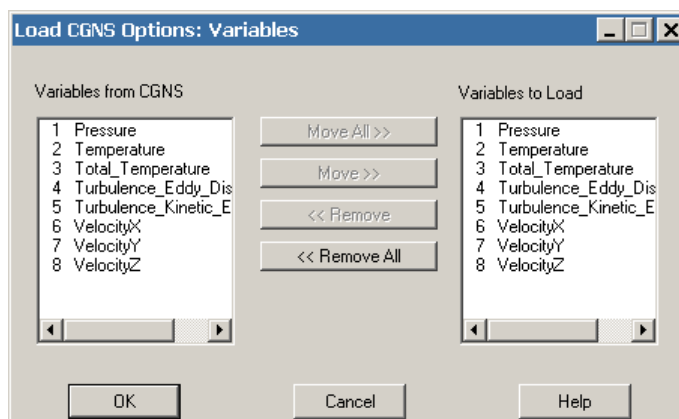 Load CGNS Options: Variables
Variables from CGNS
1 Pressure
2 Temperature
3 Total_Temperature
4 Turbulence_Eddy_Dis
5 Turbulence_Kinetic_E
6 VelocityX
7 VelocityY
8 VelocityZ
Move All >>
Move >>
<< Remove
<< Remove All
Variables to Load
1 Pressure
2 Temperature
3 Total_Temperature
4 Turbulence_Eddy_Dis
5 Turbulence_Kinetic_E
6 VelocityX
7 VelocityY
8 VelocityZ
OK
Cancel
Help